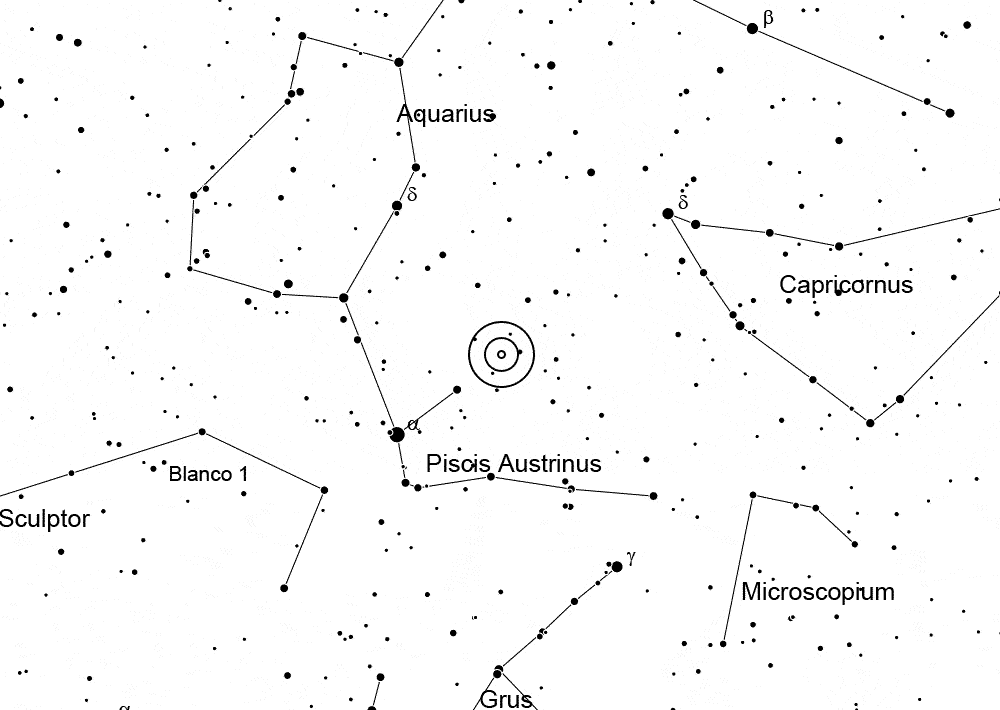 β
Aquarius
δ
δ
Capricornus
α
Piscis Austrinus
Blanco 1
Sculptor
γ
Microscopium
Grus
α